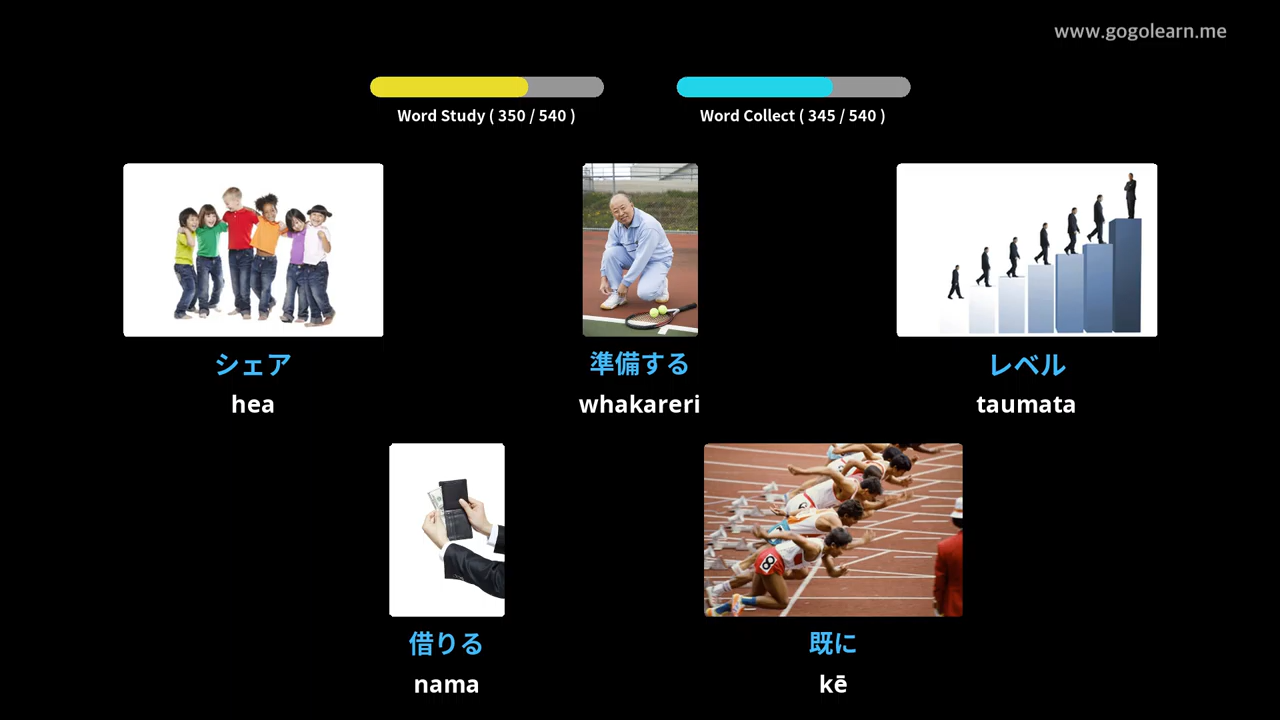 www.gogolearn.me
Word Study ( 350 / 540 )
Word Collect ( 345 / 540 )
シェア
hea
準備する
whakareri
レベル
taumata
借りる
nama
既に
kē